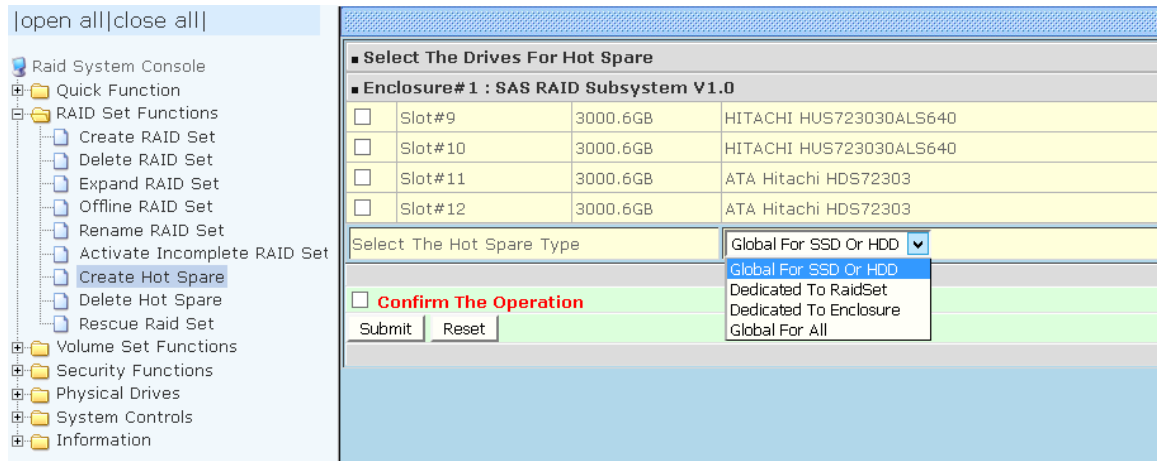 |open all|close all|
Raid System Console
Quick Function
RAID Set Functions
Create RAID Set
Delete RAID Set
Expand RAID Set
Offline RAID Set
Rename RAID Set
Activate Incomplete RAID Set
Create Hot Spare
Delete Hot Spare
Rescue Raid Set
Volume Set Functions
Security Functions
Physical Drives
System Controls
Information
Select The Drives For Hot Spare
Enclosure#1 : SAS RAID Subsystem V1.0
Slot#9 3000.6GB HITACHI HUS723030ALS640
Slot#10 3000.6GB HITACHI HUS723030ALS640
Slot#11 3000.6GB ATA Hitachi HDS72303
Slot#12 3000.6GB ATA Hitachi HDS72303
Select The Hot Spare Type Global For SSD Or HDD
Global For SSD Or HDD
Dedicated To RaidSet
Dedicated To Enclosure
Global For All
Confirm The Operation
Submit Reset